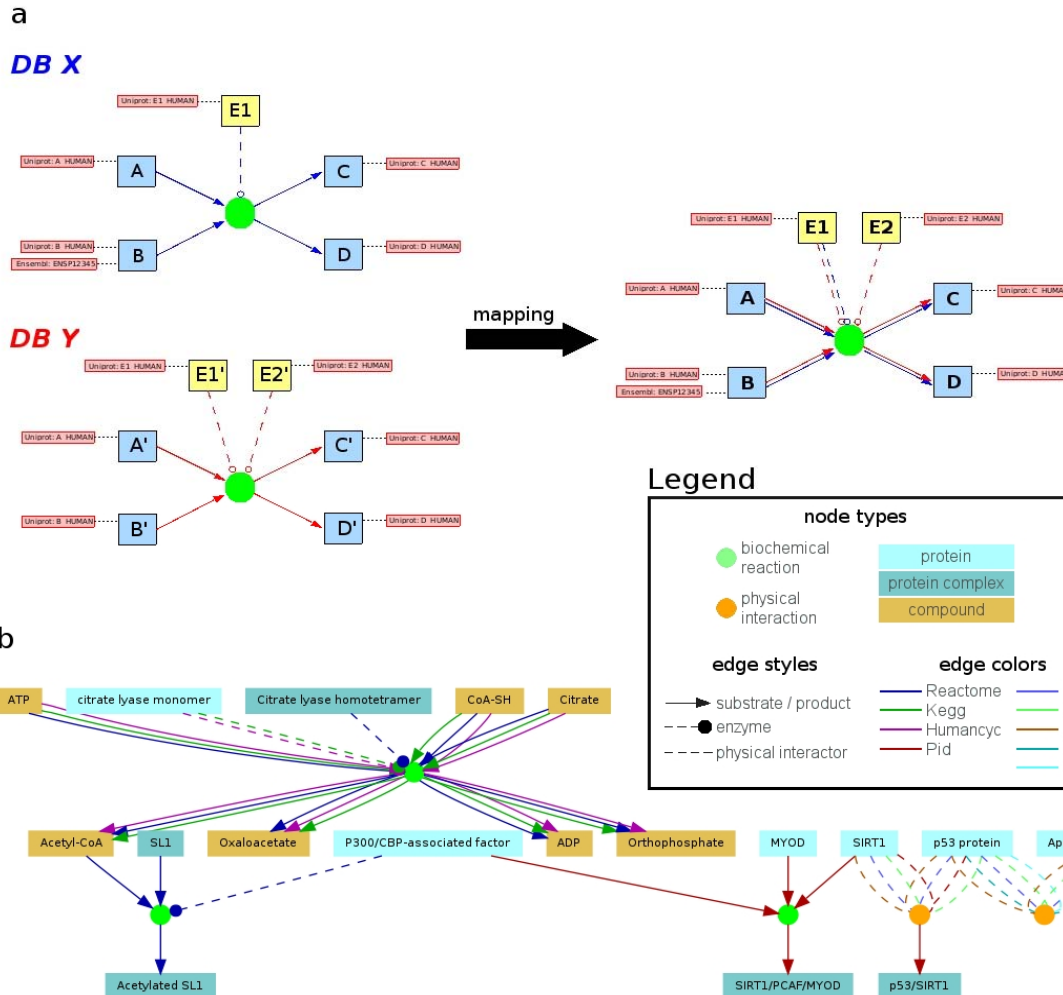 a
DB X
Uniprot: E1 HUMAN
E1
Uniprot: A HUMAN
A
C
Uniprot: C HUMAN
Uniprot: B HUMAN
Ensembl: ENSP12345
B
D
Uniprot: D HUMAN
DB Y
Uniprot: E1 HUMAN
E1'
E2'
Uniprot: E2 HUMAN
Uniprot: A HUMAN
A'
C'
Uniprot: C HUMAN
Uniprot: B HUMAN
B'
D'
Uniprot: D HUMAN
mapping
Uniprot: E1 HUMAN
E1
E2
Uniprot: E2 HUMAN
Uniprot: A HUMAN
A
C
Uniprot: C HUMA
Uniprot: B HUMAN
Ensembl: ENSP12345
B
D
Uniprot: D HUMA
Legend
node types
biochemical
reaction
physical
interaction
protein
protein complex
compound
edge styles
substrate / product
enzyme
physical interactor
edge colors
Reactome
Kegg
Humancyc
Pid
b
ATP
citrate lyase monomer
Citrate lyase homotetramer
CoA-SH
Citrate
Acetyl-CoA
SL1
Oxaloacetate
P300/CBP-associated factor
ADP
Orthophosphate
MYOD
SIRT1
p53 protein
Ap
Acetylated SL1
SIRT1/PCAF/MYOD
p53/SIRT1